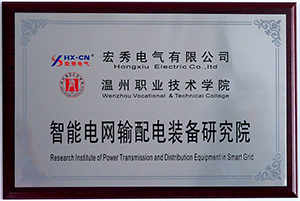 HX-CN
宏秀电气
宏秀电气有限公司
Hongxiu Electric Co.,ltd
温州职业技术学院
Wenzhou Vocational & Technical College
智能电网输配电装备研究院
Research Institute of Power Transmission and Distribution Equipment in Smart Grid